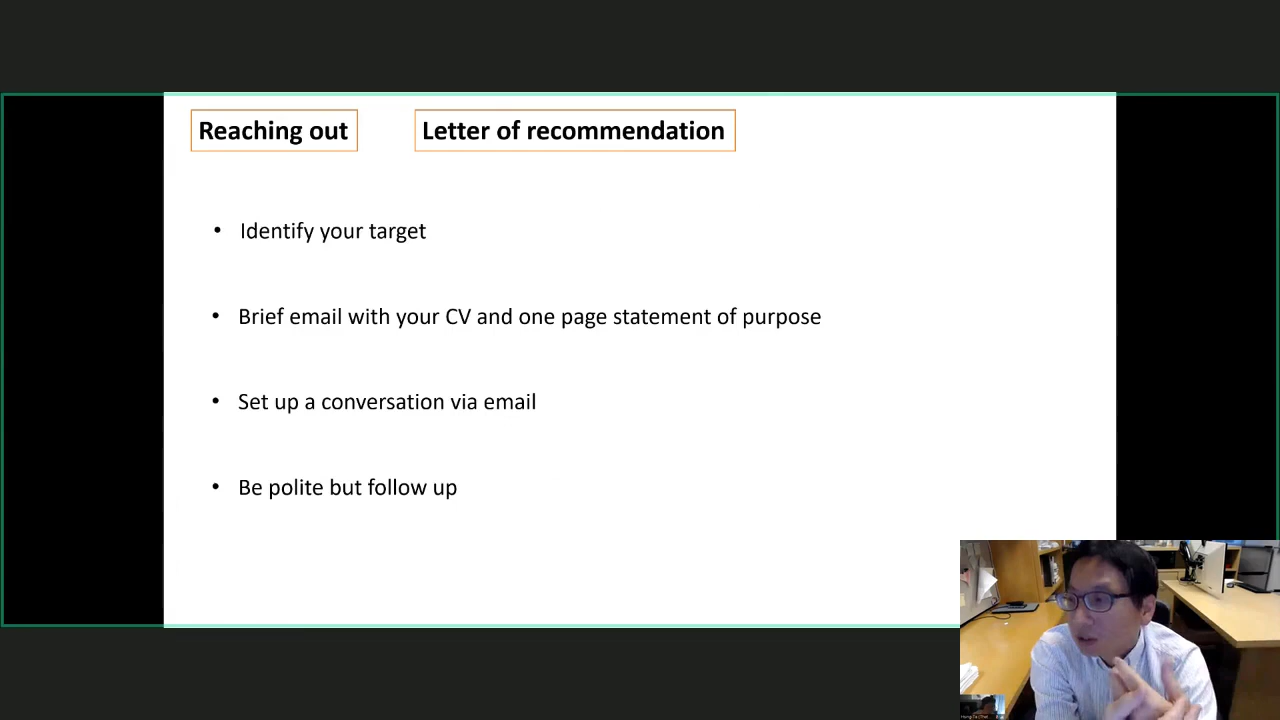 Reaching out
Letter of recommendation
• Identify your target
• Brief email with your CV and one page statement of purpose
• Set up a conversation via email
• Be polite but follow up